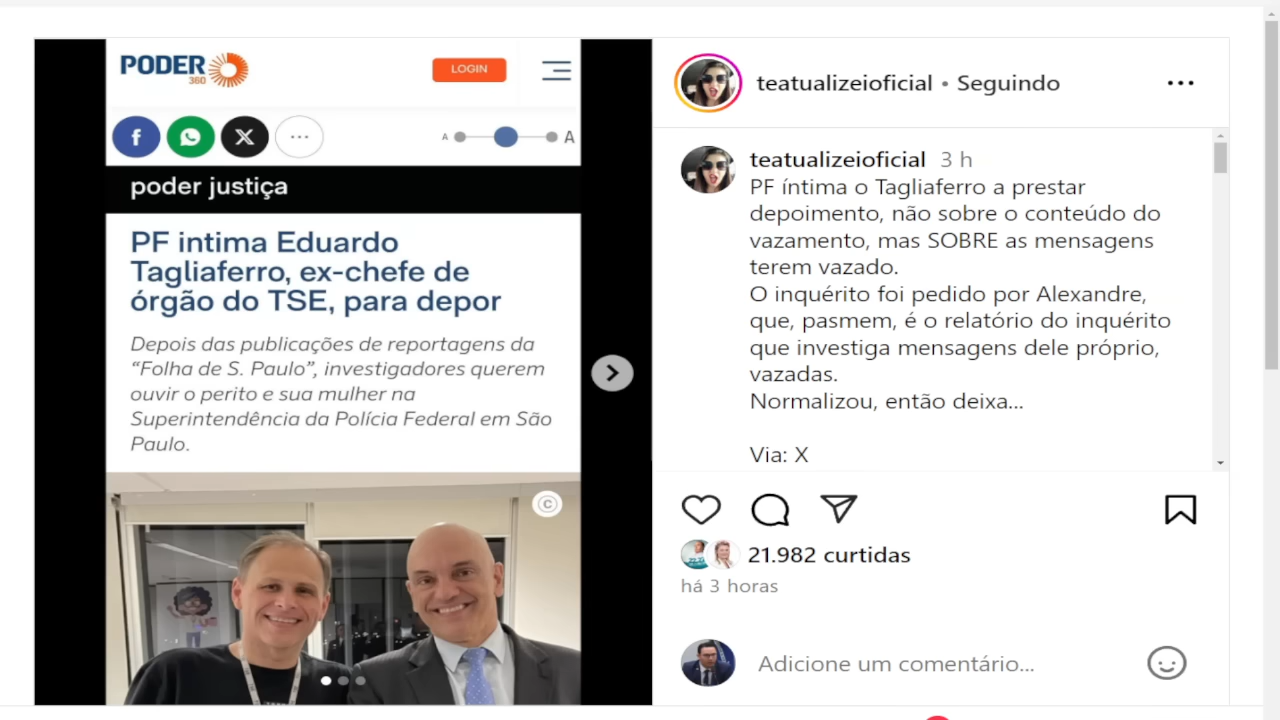 PODER
360
LOGIN
f
X
A
A
poder justiça
PF intima Eduardo
Tagliaferro, ex-chefe de
órgão do TSE, para depor
Depois das publicações de reportagens da
“Folha de S. Paulo”, investigadores querem
ouvir o perito e sua mulher na
Superintendência da Polícia Federal em São
Paulo.
©
teatualizeioficial • Seguindo
teatualizeioficial 3 h
PF íntima o Tagliaferro a prestar
depoimento, não sobre o conteúdo do
vazamento, mas SOBRE as mensagens
terem vazado.
O inquérito foi pedido por Alexandre,
que, pasmem, é o relatório do inquérito
que investiga mensagens dele próprio,
vazadas.
Normalizou, então deixa...
Via: X
21.982 curtidas
há 3 horas
Adicione um comentário...